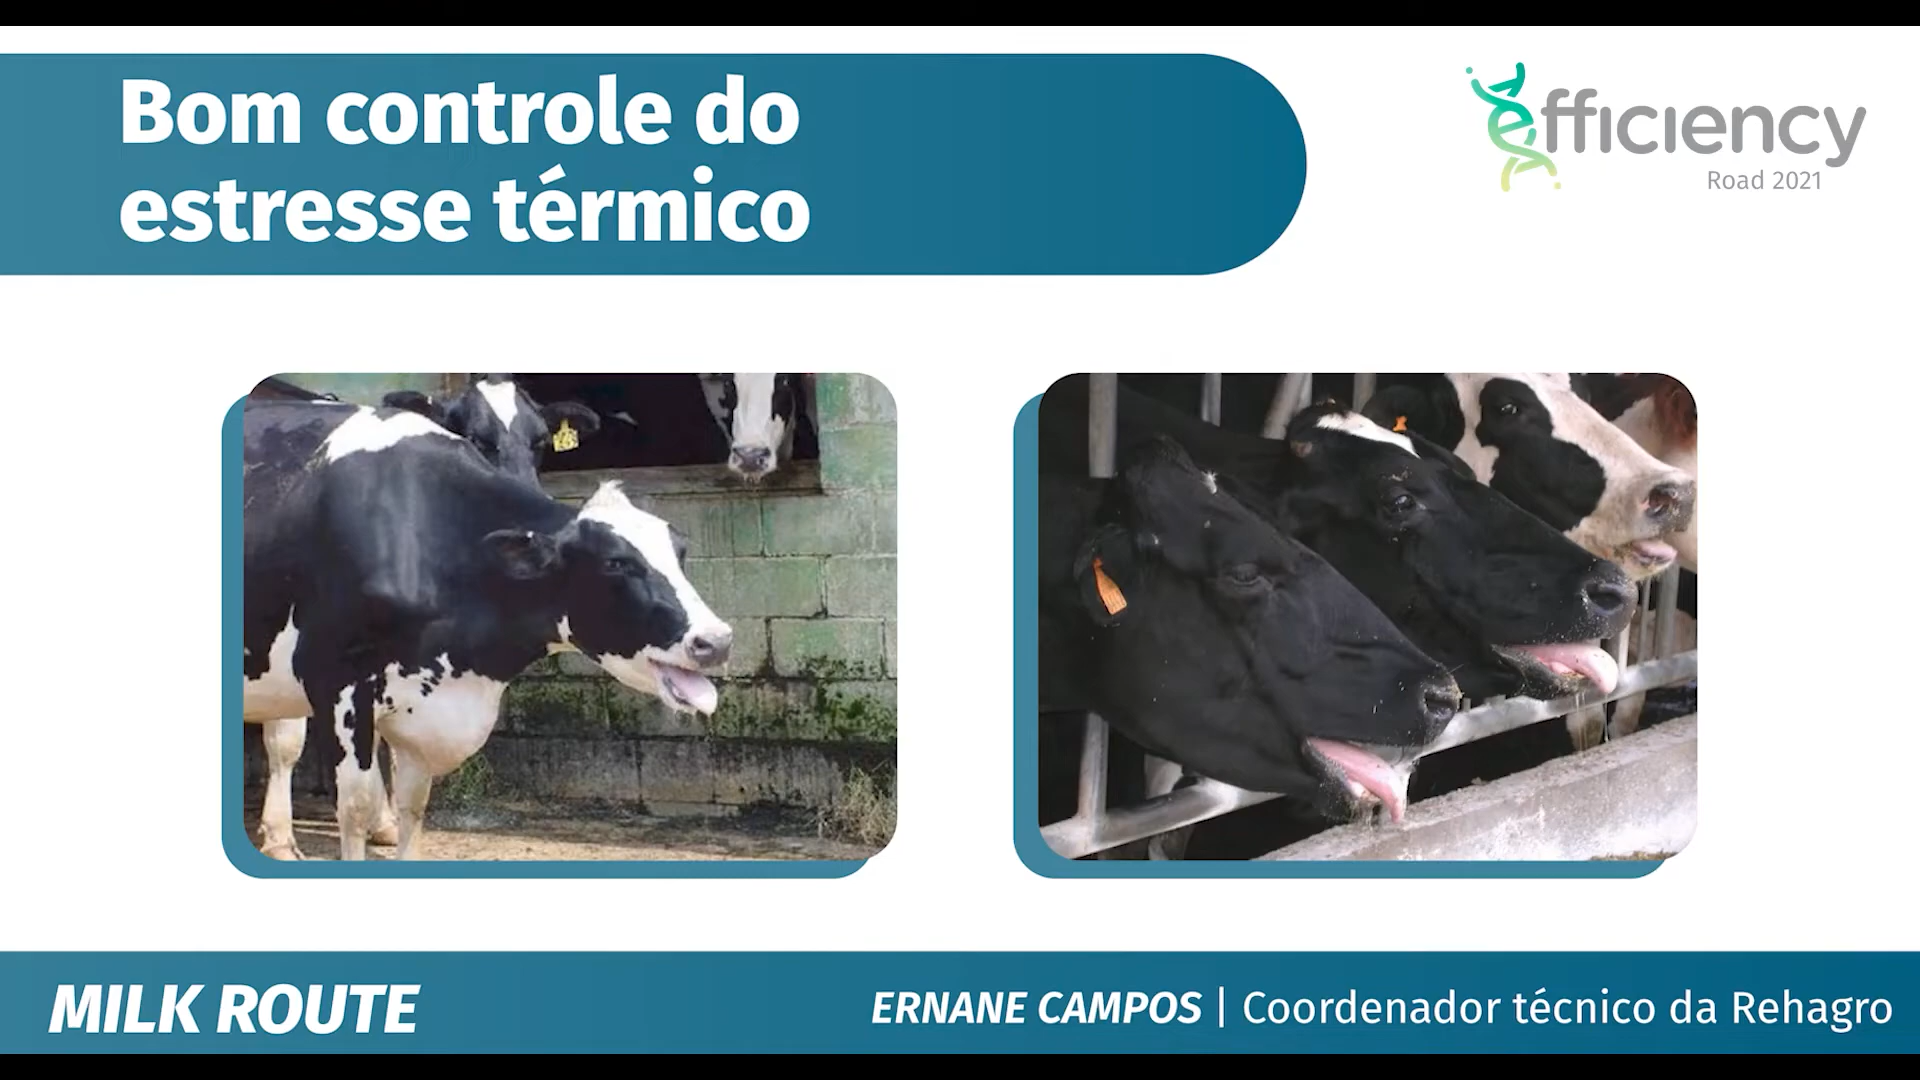 Bom controle do
estresse térmico
efficiency
Road 2021
MILK ROUTE
ERNANE CAMPOS | Coordenador técnico da Rehagro